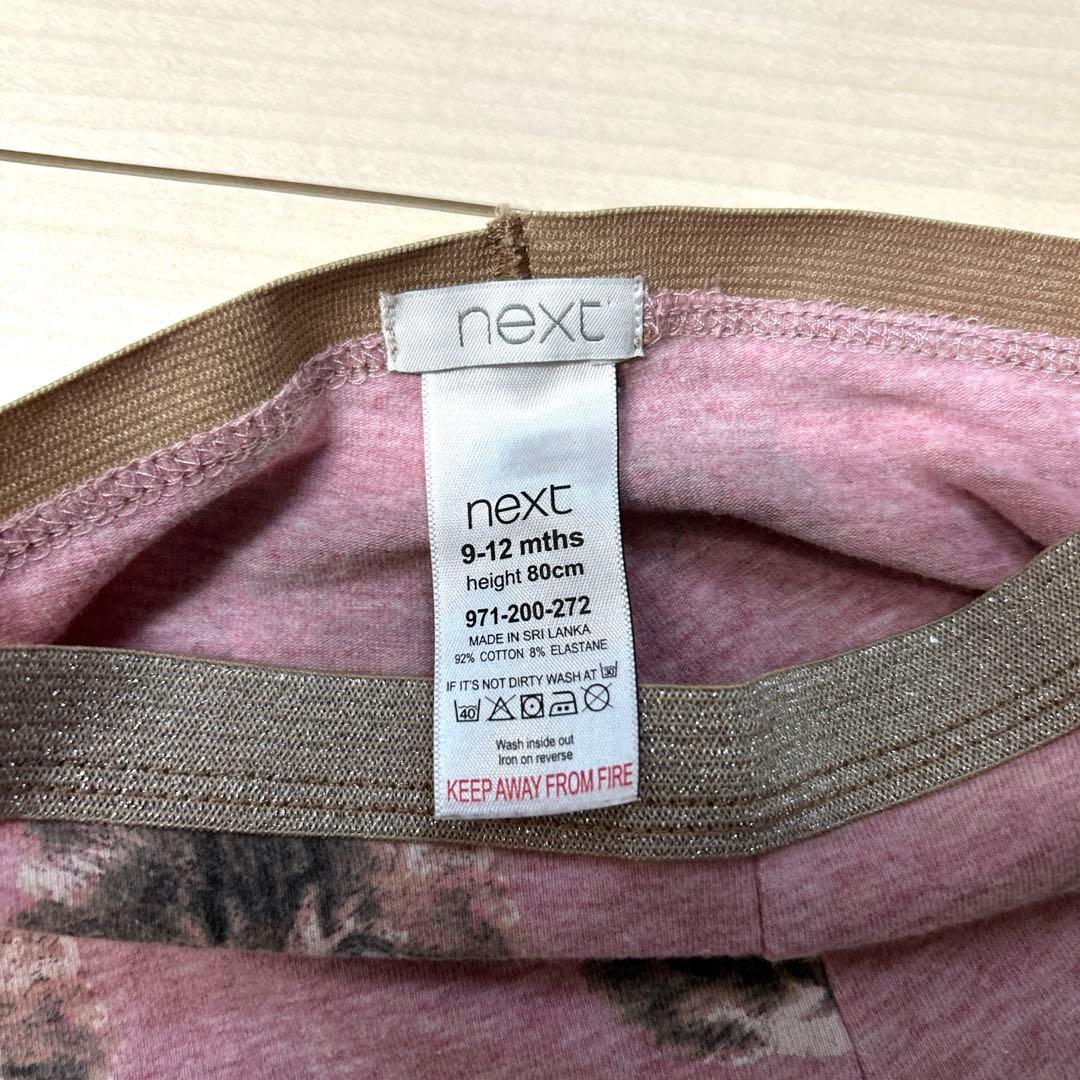 next
next
9-12 mths
height 80cm
971-200-272
MADE IN SRI LANKA
92% COTTON 8% ELASTANE
IF IT'S NOT DIRTY WASH AT 30
40
Wash inside out
Iron on reverse
KEEP AWAY FROM FIRE